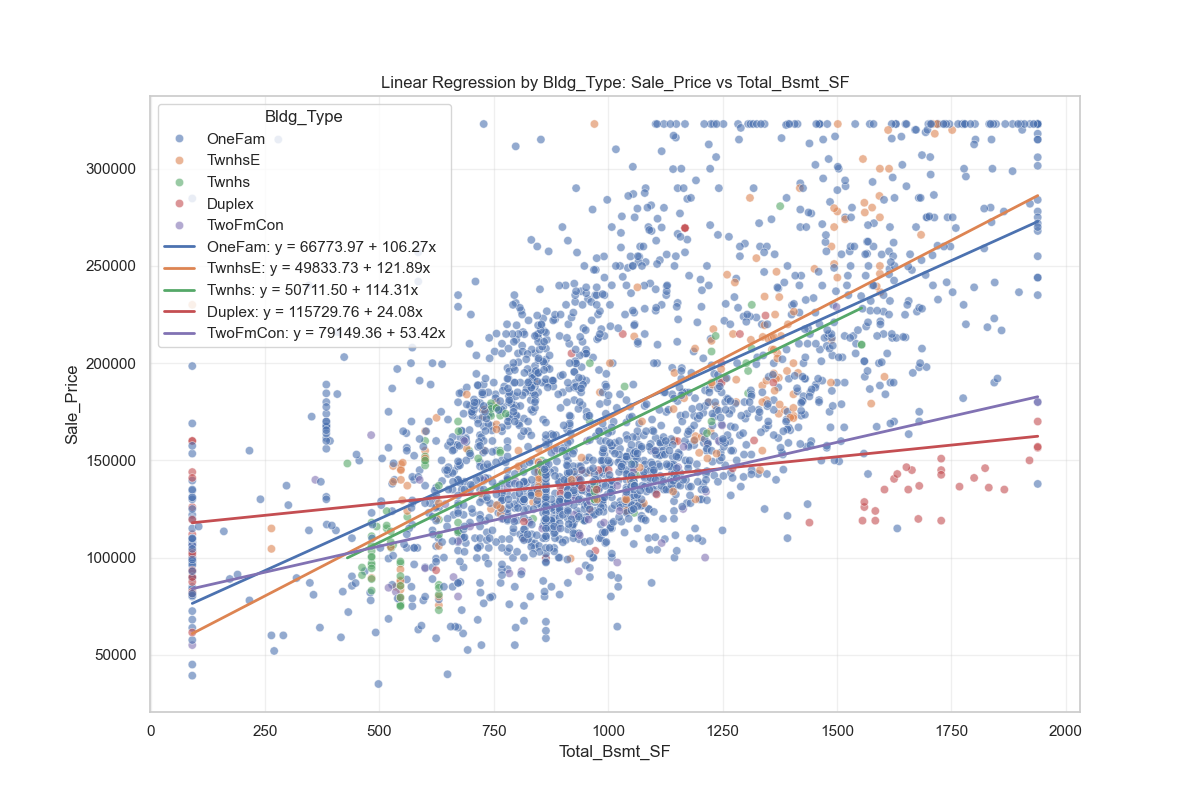 Linear Regression by Bldg_Type: Sale_Price vs Total_Bsmt_SF
Bldg_Type
OneFam
TwnhsE
Twnhs
Duplex
TwoFmCon
OneFam: y = 66773.97 + 106.27x
TwnhsE: y = 49833.73 + 121.89x
Twnhs: y = 50711.50 + 114.31x
Duplex: y = 115729.76 + 24.08x
TwoFmCon: y = 79149.36 + 53.42x
Sale_Price
300000
250000
200000
150000
100000
50000
0 250 500 750 1000 1250 1500 1750 2000
Total_Bsmt_SF